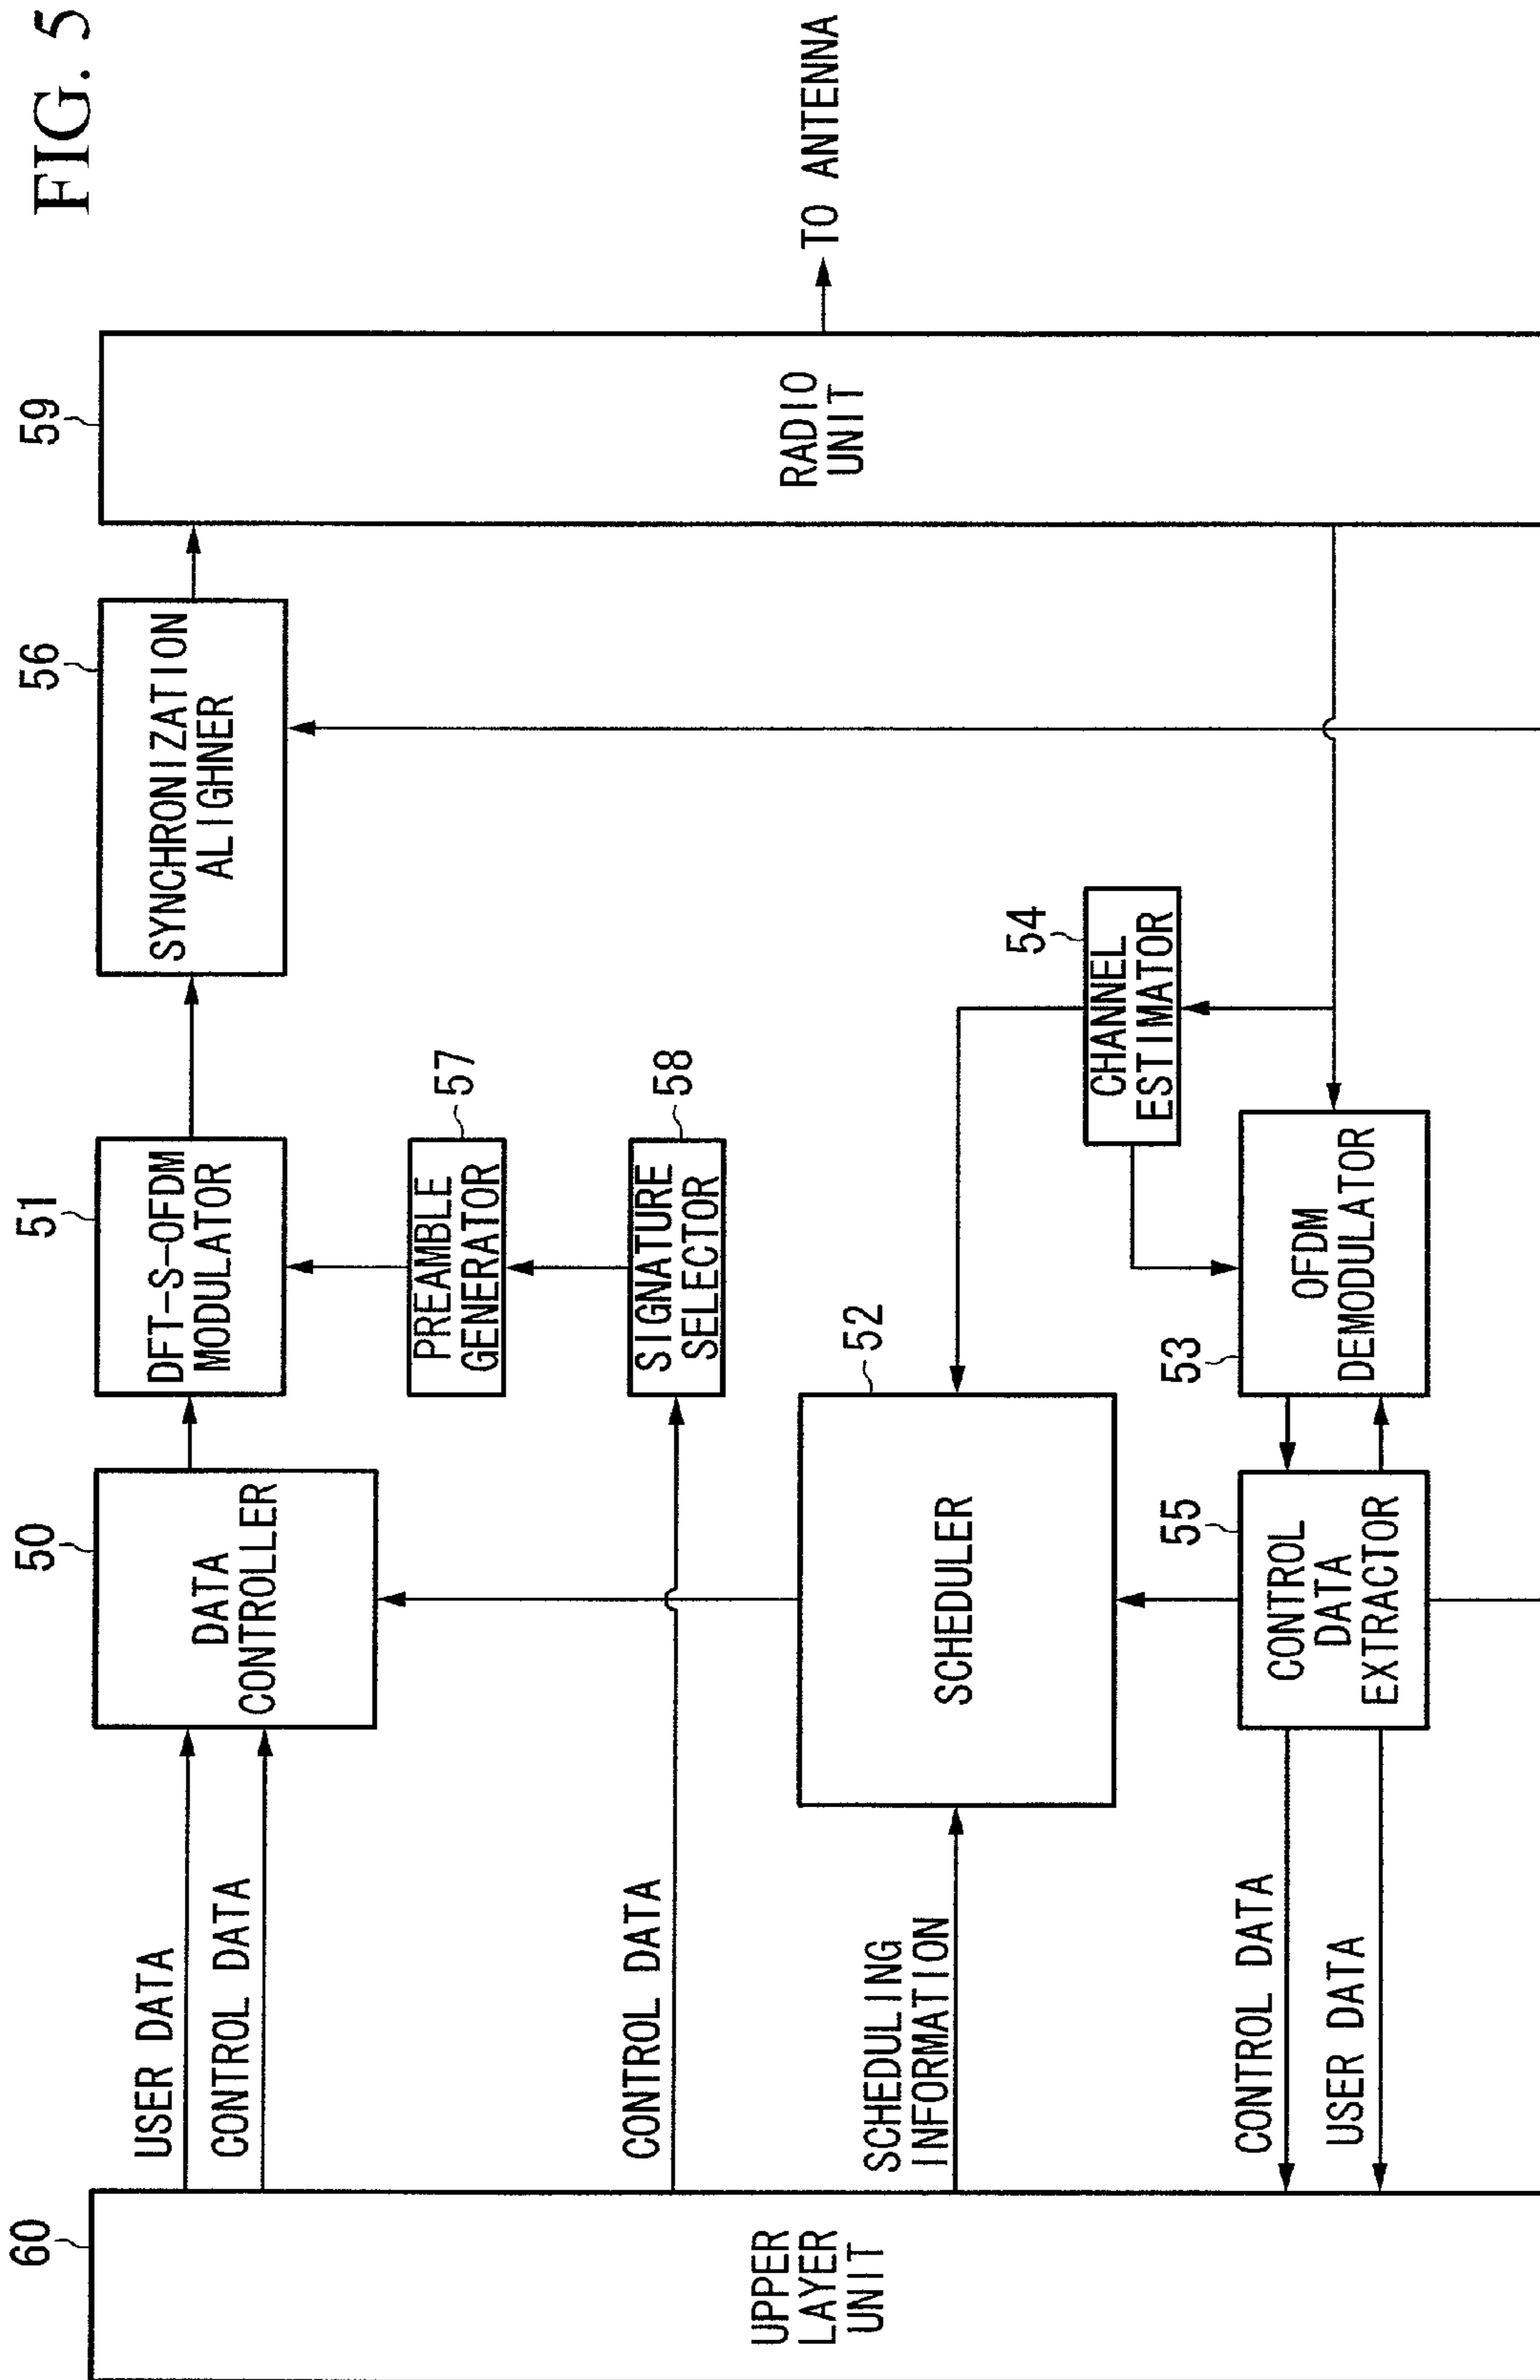 FIG. 5
60
UPPER
LAYER
UNIT
USER DATA
CONTROL DATA
CONTROL DATA
SCHEDULING
INFORMATION
CONTROL DATA
USER DATA
50
DATA
CONTROLLER
51
DFT-S-OFDM
MODULATOR
56
SYNCHRONIZATION
ALIGHNER
59
RADIO
UNIT
TO ANTENNA
57
PREAMBLE
GENERATOR
58
SIGNATURE
SELECTOR
52
SCHEDULER
54
CHANNEL
ESTIMATOR
53
OFDM
DEMODULATOR
55
CONTROL
DATA
EXTRACTOR